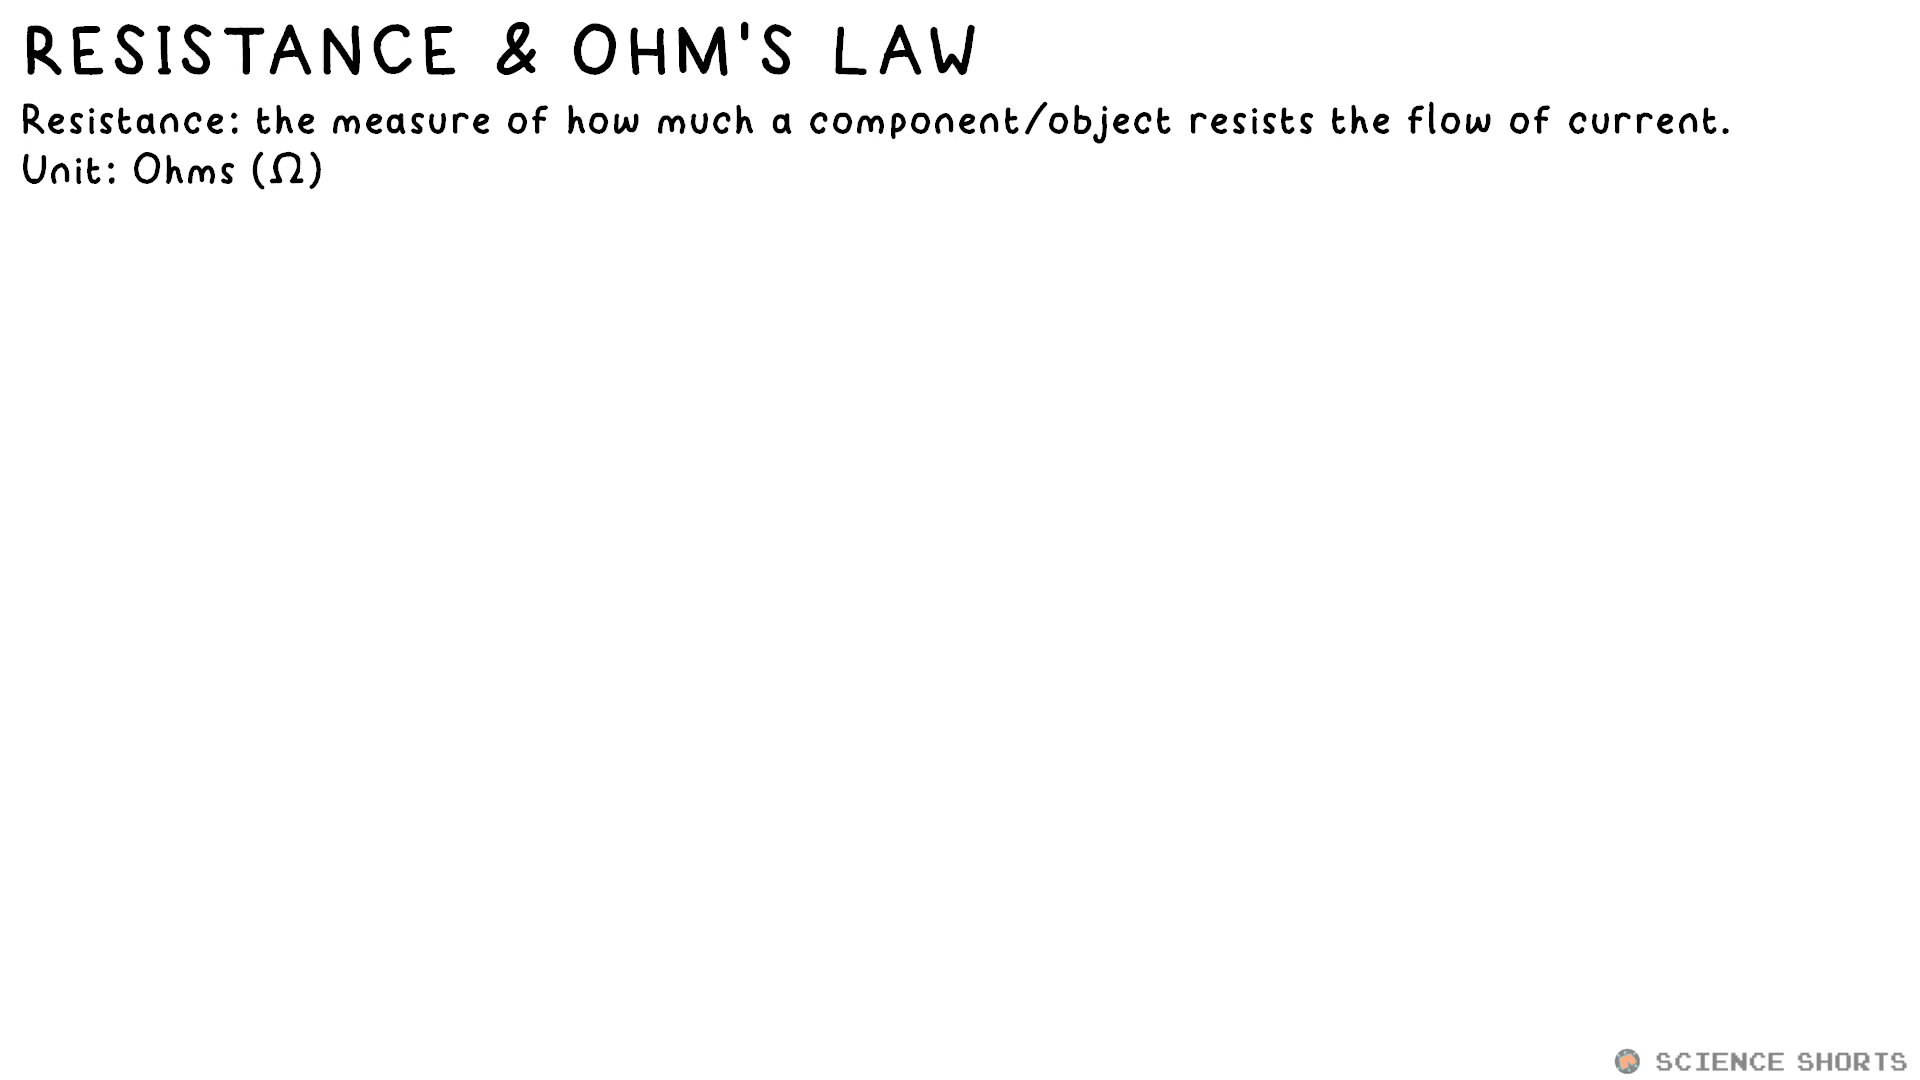 RESISTANCE & OHM'S LAW
Resistance: the measure of how much a component/object resists the flow of current.
Unit: Ohms (Ω)
SCIENCE SHORTS